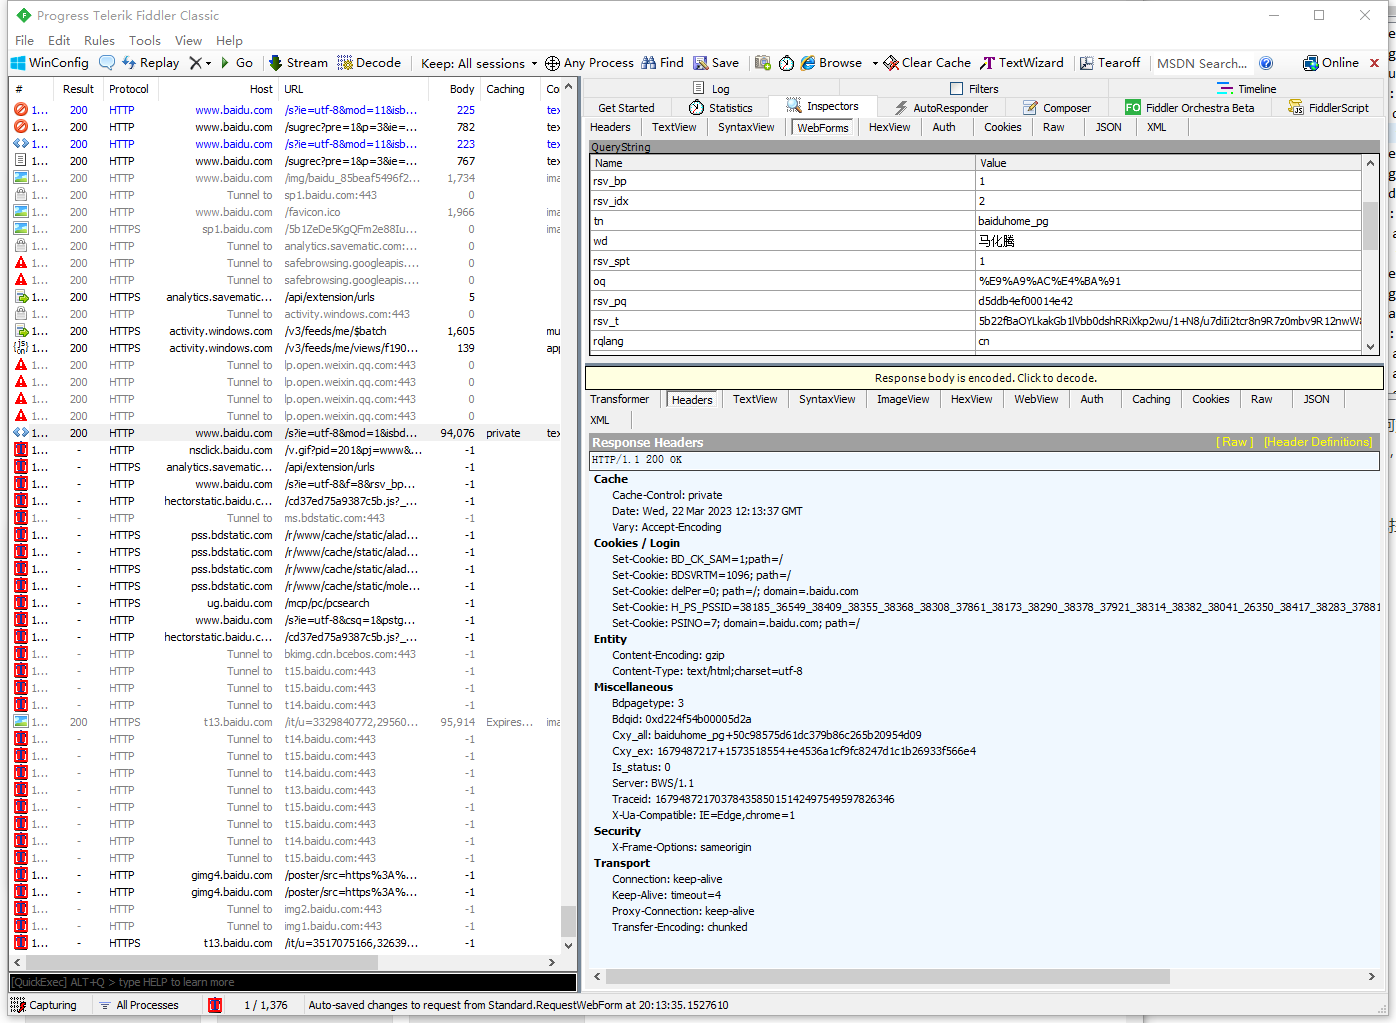 Progress Telerik Fiddler Classic
File Edit Rules Tools View Help
WinConfig Replay X Go Stream Decode Keep: All sessions Any Process Find Save Browse Clear Cache TextWizard Tearoff MSDN Search... Online
# Result Protocol Host URL Body Caching Co
1... 200 HTTP www.baidu.com /s?ie=utf-8&mod=11&isb... 225 tex
1... 200 HTTP www.baidu.com /sugrec?pre=1&p=3&ie=... 782 tex
1... 200 HTTP www.baidu.com /s?ie=utf-8&mod=11&isb... 223 tex
1... 200 HTTP www.baidu.com /sugrec?pre=1&p=3&ie=... 767 tex
1... 200 HTTP www.baidu.com /img/baidu_85beaf5496f2... 1,734 ima
1... 200 HTTP Tunnel to sp1.baidu.com:443 0
1... 200 HTTP www.baidu.com /favicon.ico 1,966 ima
1... 200 HTTPS sp1.baidu.com /5b1ZeDe5KgQFm2e88Iu... 0 ima
1... 200 HTTP Tunnel to analytics.savematic.com:... 0
1... 200 HTTP Tunnel to safebrowsing.googleapis.... 0
1... 200 HTTP Tunnel to safebrowsing.googleapis.... 0
1... 200 HTTPS analytics.savematic... /api/extension/urls 5
1... 200 HTTP Tunnel to activity.windows.com:443 0
1... 200 HTTPS activity.windows.com /v3/feeds/me/$batch 1,605 mu
1... 200 HTTPS activity.windows.com /v3/feeds/me/views/f190... 139 app
1... 200 HTTP Tunnel to lp.open.weixin.qq.com:443 0
1... 200 HTTP Tunnel to lp.open.weixin.qq.com:443 0
1... 200 HTTP Tunnel to lp.open.weixin.qq.com:443 0
1... 200 HTTP Tunnel to lp.open.weixin.qq.com:443 0
1... 200 HTTP www.baidu.com /s?ie=utf-8&mod=1&isbd... 94,076 private tex
1... - HTTP nsclick.baidu.com /v.gif?pid=201&pj=www&... -1
1... - HTTPS analytics.savematic... /api/extension/urls -1
1... - HTTP www.baidu.com /s?ie=utf-8&f=8&rsv_bp... -1
1... - HTTP hectorstatic.baidu.c... /cd37ed75a9387c5b.js?_... -1
1... - HTTP Tunnel to ms.bdstatic.com:443 -1
1... - HTTPS pss.bdstatic.com /r/www/cache/static/alad... -1
1... - HTTPS pss.bdstatic.com /r/www/cache/static/alad... -1
1... - HTTPS pss.bdstatic.com /r/www/cache/static/alad... -1
1... - HTTPS pss.bdstatic.com /r/www/cache/static/mole... -1
1... - HTTP ug.baidu.com /mcp/pc/pcsearch -1
1... - HTTP www.baidu.com /s?ie=utf-8&csq=1&pstg... -1
1... - HTTP hectorstatic.baidu.c... /cd37ed75a9387c5b.js?_... -1
1... - HTTP Tunnel to bkimg.cdn.bcebos.com:443 -1
1... - HTTP Tunnel to t15.baidu.com:443 -1
1... - HTTP Tunnel to t15.baidu.com:443 -1
1... - HTTP Tunnel to t14.baidu.com:443 -1
1... 200 HTTPS t13.baidu.com /it/u=3329840772,29560... 95,914 Expires... ima
1... - HTTP Tunnel to t14.baidu.com:443 -1
1... - HTTP Tunnel to t15.baidu.com:443 -1
1... - HTTP Tunnel to t14.baidu.com:443 -1
1... - HTTP Tunnel to t13.baidu.com:443 -1
1... - HTTP Tunnel to t15.baidu.com:443 -1
1... - HTTP Tunnel to t15.baidu.com:443 -1
1... - HTTP Tunnel to t14.baidu.com:443 -1
1... - HTTP Tunnel to t15.baidu.com:443 -1
1... - HTTP gimg4.baidu.com /poster/src=https%3A%... -1
1... - HTTP gimg4.baidu.com /poster/src=https%3A%... -1
1... - HTTP Tunnel to img2.baidu.com:443 -1
1... - HTTP Tunnel to img1.baidu.com:443 -1
1... - HTTPS t13.baidu.com /it/u=3517075166,32639... -1
[QuickExec] ALT+Q > type HELP to learn more
Capturing All Processes 1 / 1,376 Auto-saved changes to request from Standard.RequestWebForm at 20:13:35.1527610
Log Filters Timeline
Get Started Statistics Inspectors AutoResponder Composer FO Fiddler Orchestra Beta FiddlerScript
Headers TextView SyntaxView WebForms HexView Auth Cookies Raw JSON XML
QueryString
Name Value
rsv_bp 1
rsv_idx 2
tn baiduhome_pg
wd 马化腾
rsv_spt 1
oq %E9%A9%AC%E4%BA%91
rsv_pq d5ddb4ef00014e42
rsv_t 5b22fBaOYLkakGb1lVbb0dshRRiXkp2wu/1+N8/u7diIi2tcr8n9R7z0mbv9R12nwW8
rqlang cn
Response body is encoded. Click to decode.
Transformer Headers TextView SyntaxView ImageView HexView WebView Auth Caching Cookies Raw JSON
XML
Response Headers [ Raw ] [Header Definitions]
HTTP/1.1 200 OK
Cache
Cache-Control: private
Date: Wed, 22 Mar 2023 12:13:37 GMT
Vary: Accept-Encoding
Cookies / Login
Set-Cookie: BD_CK_SAM=1;path=/
Set-Cookie: BDSVRTM=1096; path=/
Set-Cookie: delPer=0; path=/; domain=.baidu.com
Set-Cookie: H_PS_PSSID=38185_36549_38409_38355_38368_38308_37861_38173_38290_38378_37921_38314_38382_38041_26350_38417_38283_37881
Set-Cookie: PSINO=7; domain=.baidu.com; path=/
Entity
Content-Encoding: gzip
Content-Type: text/html;charset=utf-8
Miscellaneous
Bdpagetype: 3
Bdqid: 0xd224f54b00005d2a
Cxy_all: baiduhome_pg+50c98575d61dc379b86c265b20954d09
Cxy_ex: 1679487217+1573518554+e4536a1cf9fc8247d1c1b26933f566e4
Is_status: 0
Server: BWS/1.1
Traceid: 1679487217037843585015142497549597826346
X-Ua-Compatible: IE=Edge,chrome=1
Security
X-Frame-Options: sameorigin
Transport
Connection: keep-alive
Keep-Alive: timeout=4
Proxy-Connection: keep-alive
Transfer-Encoding: chunked